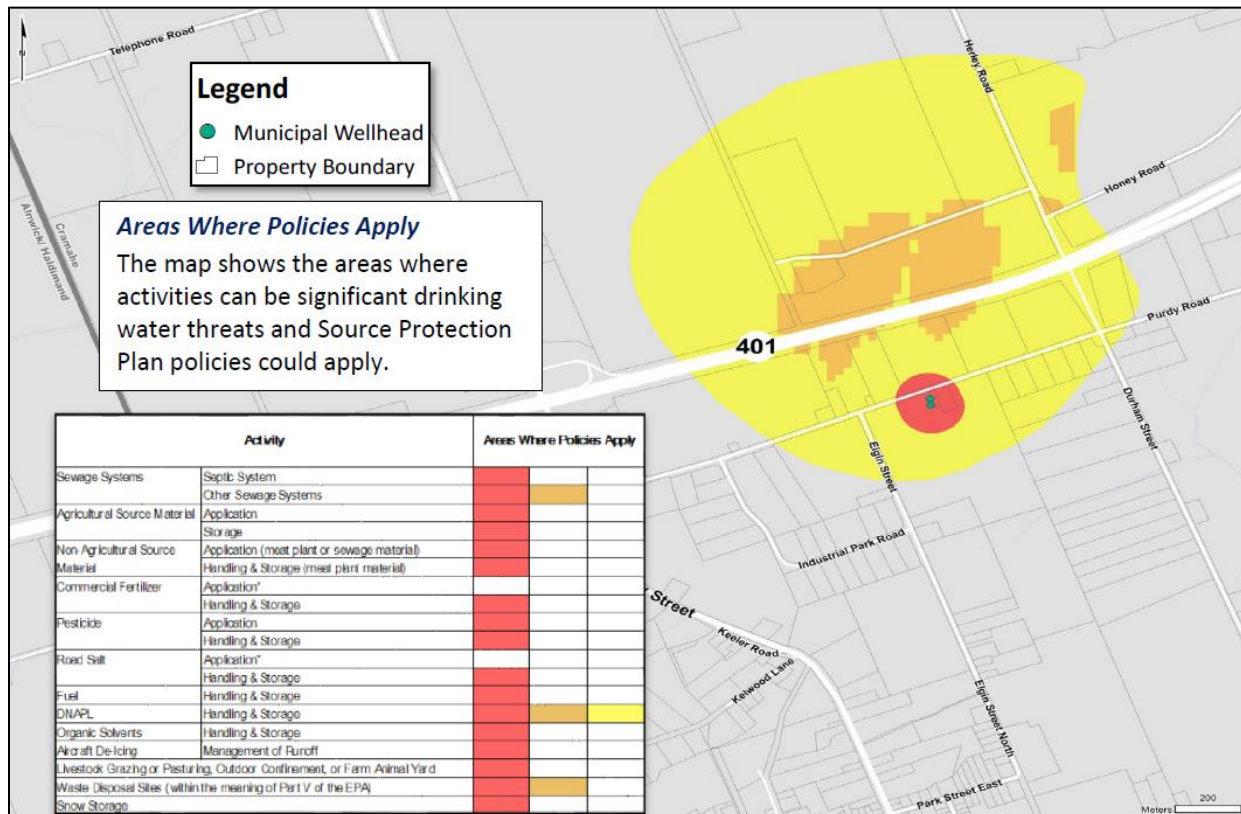 N
Telephone Road
Legend
Municipal Wellhead
Property Boundary
Herley Road
Honey Road
Areas Where Policies Apply
The map shows the areas where
activities can be significant drinking
water threats and Source Protection
Plan policies could apply.
Cramahe
Alnwick/ Haldimand
401
Purdy Road
Durham Street
Elgin Street
Industrial Park Road
Street
Keeler Road
Kelwood Lane
Elgin Street North
Park Street East
Activity Areas Where Policies Apply
Sewage Systems Septic System
Other Sewage Systems
Agricultural Source Material Application
Storage
Non-Agricultural Source Application (meat plant or sewage material)
Material Handling & Storage (meat plant material)
Commercial Fertilizer Application*
Handling & Storage
Pesticide Application
Handling & Storage
Road Salt Application*
Handling & Storage
Fuel Handling & Storage
DNAPL Handling & Storage
Organic Solvents Handling & Storage
Aircraft De-Icing Management of Runoff
Livestock Grazing or Pasturing, Outdoor Confinement, or Farm Animal Yard
Waste Disposal Sites (within the meaning of Part V of the EPA)
Snow Storage
200
Meters